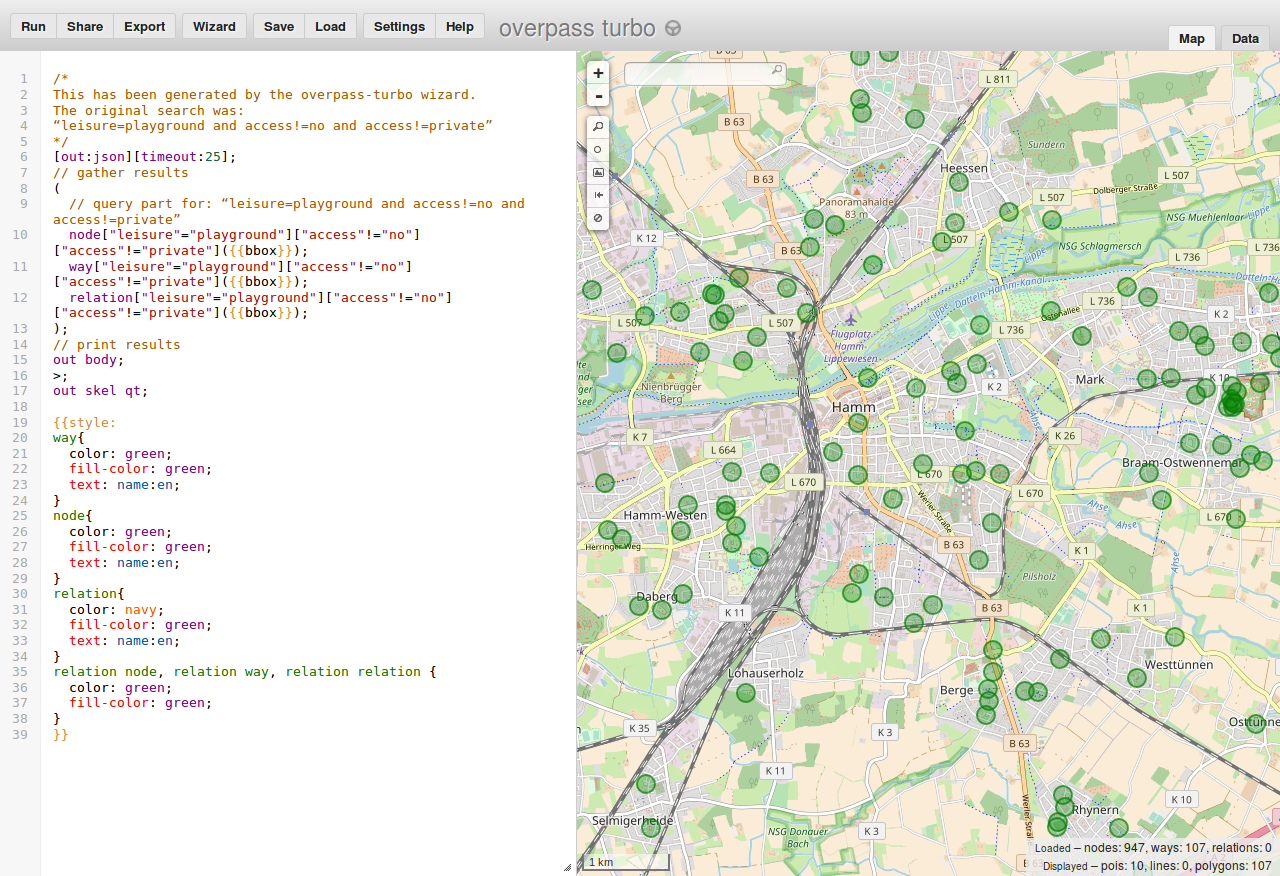 Run Share Export Wizard Save Load Settings Help overpass turbo
Map Data
1 /*
2 This has been generated by the overpass-turbo wizard.
3 The original search was:
4 “leisure=playground and access!=no and access!=private”
5 */
6 [out:json][timeout:25];
7 // gather results
8 (
9 // query part for: “leisure=playground and access!=no and
access!=private”
10 node["leisure"="playground"]["access"!="no"]
["access"!="private"]({{bbox}});
11 way["leisure"="playground"]["access"!="no"]
["access"!="private"]({{bbox}});
12 relation["leisure"="playground"]["access"!="no"]
["access"!="private"]({{bbox}});
13 );
14 // print results
15 out body;
16 >;
17 out skel qt;
18
19 {{style:
20 way{
21 color: green;
22 fill-color: green;
23 text: name:en;
24 }
25 node{
26 color: green;
27 fill-color: green;
28 text: name:en;
29 }
30 relation{
31 color: navy;
32 fill-color: green;
33 text: name:en;
34 }
35 relation node, relation way, relation relation {
36 color: green;
37 fill-color: green;
38 }
39 }}
+
-
B 63
L 811
B 63
Sundern
Heessen
B 63
L 507
Dolberger Straße
Panoramahalde
83 m
L 507
NSG Muehlenlaar
Lippe
K 12
L 507
NSG Schlagmersch
L 736
B 63
Lippe
L 736
Datteln-Hamm-Kanal
L 736
Ostenallee
K 2
L 507
L 507
Flugplatz
Hamm-
Lippewiesen
L 736
Nienbrügger
Berg
K 2
Mark
K 10
Hamm
K 7
K 26
L 664
Braam-Ostwennemar
L 670
L 670
L 670
Werler Straße
Ahse
Ahse
L 670
Hamm-Westen
Herringer Weg
B 63
K 1
Ahse
Pilsholz
Daberg
K 11
B 63
K 1
Lohauserholz
Westtünnen
Berge
K 35
K 3
B 63
Osttünnen
K 11
K 10
Rhynern
Selmigerheide
NSG Donauer
Bach
K 3
1 km
Loaded – nodes: 947, ways: 107, relations: 0
Displayed – pois: 10, lines: 0, polygons: 107